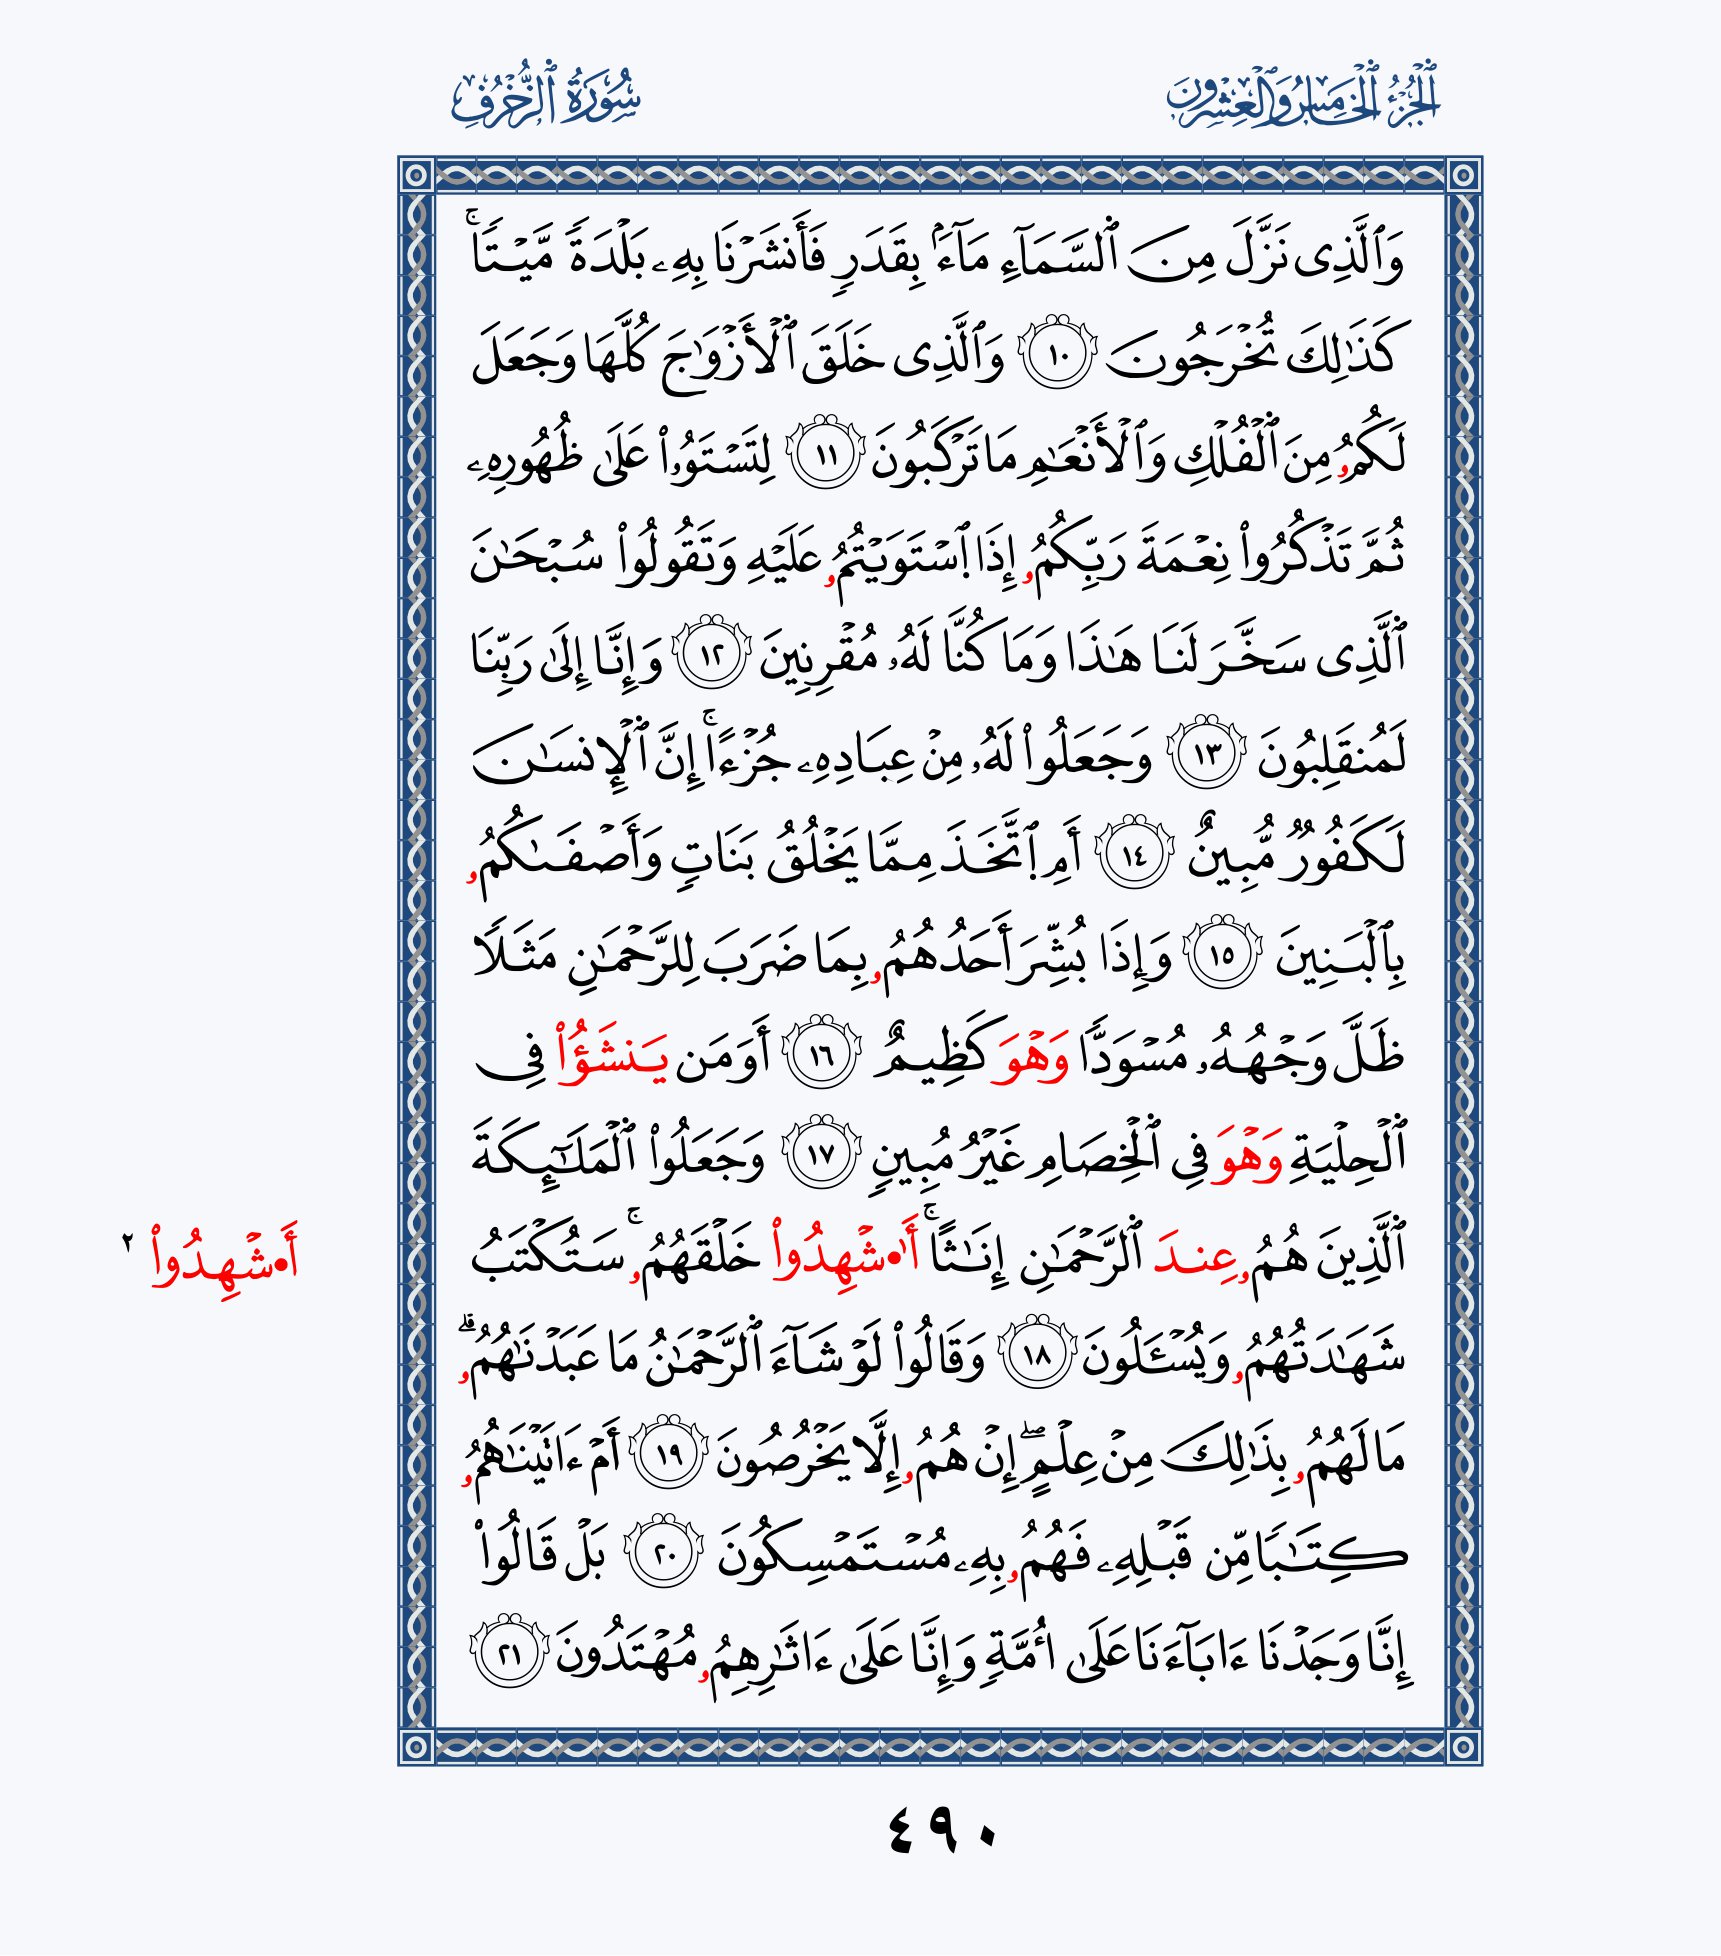 ٱلْجُزْءُ ٱلْخَامِسُ وَٱلْعِشْرُونَ
سُورَةُ ٱلزُّخْرُفِ
وَٱلَّذِى نَزَّلَ مِنَ ٱلسَّمَآءِ مَآءَۢ بِقَدَرٍ فَأَنشَرْنَا بِهِۦ بَلْدَةً مَّيْتًاۚ
كَذَٰلِكَ تُخْرَجُونَ ١٠ وَٱلَّذِى خَلَقَ ٱلْأَزْوَٰجَ كُلَّهَا وَجَعَلَ
لَكُمُۥ مِنَ ٱلْفُلْكِ وَٱلْأَنْعَٰمِ مَا تَرْكَبُونَ ١١ لِتَسْتَوُۥا۟ عَلَىٰ ظُهُورِهِۦ
ثُمَّ تَذْكُرُوا۟ نِعْمَةَ رَبِّكُمُۥ إِذَا ٱسْتَوَيْتُمُۥ عَلَيْهِ وَتَقُولُوا۟ سُبْحَٰنَ
ٱلَّذِى سَخَّرَ لَنَا هَٰذَا وَمَا كُنَّا لَهُۥ مُقْرِنِينَ ١٢ وَإِنَّا إِلَىٰ رَبِّنَا
لَمُنقَلِبُونَ ١٣ وَجَعَلُوا۟ لَهُۥ مِنْ عِبَادِهِۦ جُزْءًاۚ إِنَّ ٱلْإِنسَٰنَ
لَكَفُورٌ مُّبِينٌ ١٤ أَمِ ٱتَّخَذَ مِمَّا يَخْلُقُ بَنَاتٍ وَأَصْفَىٰكُمُۥ
بِٱلْبَنِينَ ١٥ وَإِذَا بُشِّرَ أَحَدُهُمُۥ بِمَا ضَرَبَ لِلرَّحْمَٰنِ مَثَلًا
ظَلَّ وَجْهُهُۥ مُسْوَدًّا وَهْوَ كَظِيمٌ ١٦ أَوَمَن يَنشَؤُا۟ فِى
ٱلْحِلْيَةِ وَهْوَ فِى ٱلْخِصَامِ غَيْرُ مُبِينٍ ١٧ وَجَعَلُوا۟ ٱلْمَلَٰٓئِكَةَ
ٱلَّذِينَ هُمُۥ عِندَ ٱلرَّحْمَٰنِ إِنَٰثًاۚ أَٰ•شْهِدُوا۟ خَلْقَهُمُۥۚ سَتُكْتَبُ
أَ•شْهِدُوا۟ ٢
شَهَٰدَتُهُمُۥ وَيُسْـَٔلُونَ ١٨ وَقَالُوا۟ لَوْ شَآءَ ٱلرَّحْمَٰنُ مَا عَبَدْنَٰهُمُۥۗ
مَا لَهُمُۥ بِذَٰلِكَ مِنْ عِلْمٍۖ إِنْ هُمُۥ إِلَّا يَخْرُصُونَ ١٩ أَمْ ءَاتَيْنَٰهُمُۥ
كِتَٰبًا مِّن قَبْلِهِۦ فَهُمُۥ بِهِۦ مُسْتَمْسِكُونَ ٢٠ بَلْ قَالُوا۟
إِنَّا وَجَدْنَا ءَابَآءَنَا عَلَىٰ أُمَّةٍ وَإِنَّا عَلَىٰ ءَاثَٰرِهِمُۥ مُهْتَدُونَ ٢١
٤٩٠